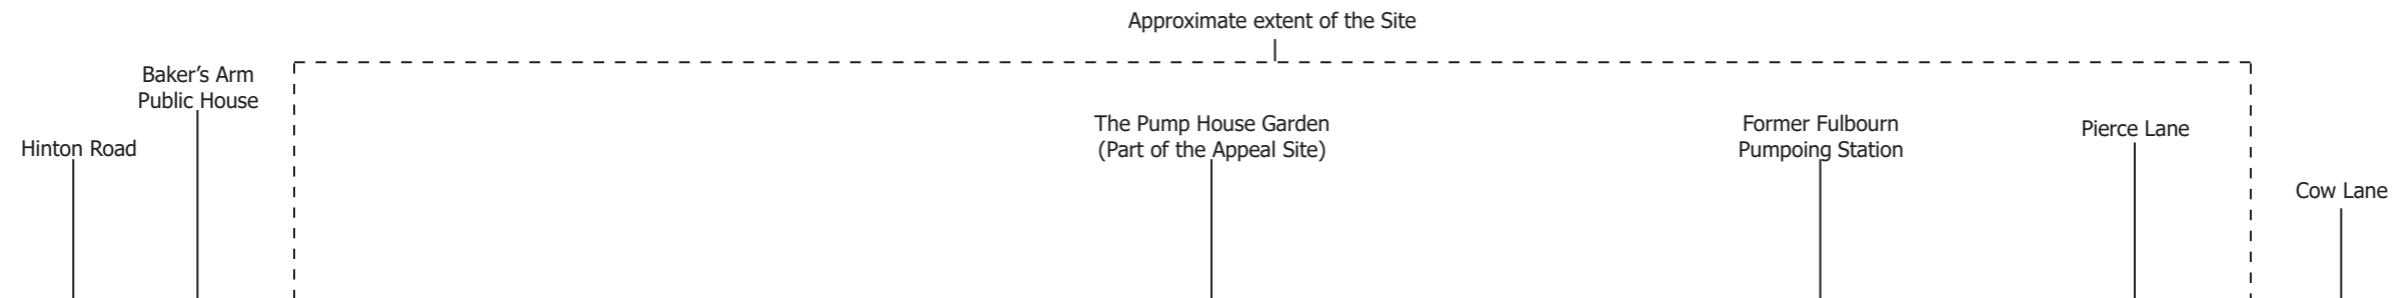 Approximate extent of the Site
Baker’s Arm
Public House
Hinton Road
The Pump House Garden
(Part of the Appeal Site)
Former Fulbourn
Pumpoing Station
Pierce Lane
Cow Lane